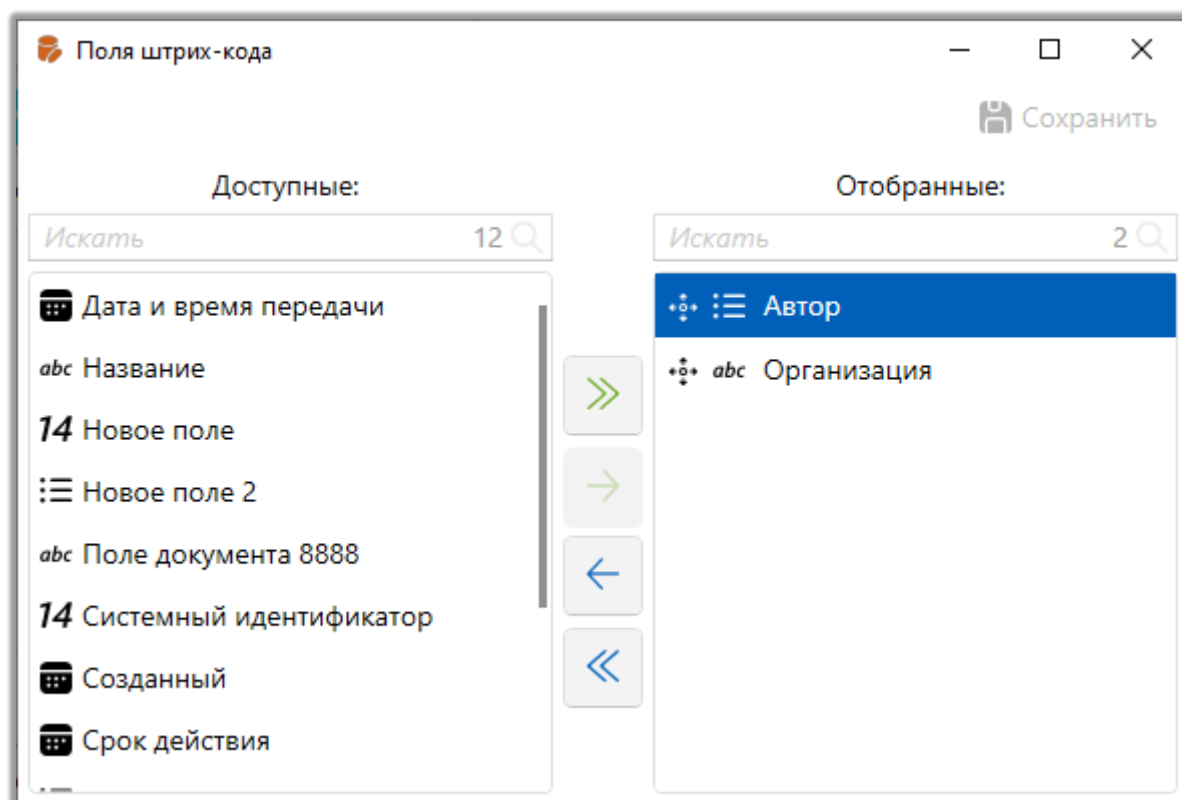 Поля штрих-кода
Сохранить
Доступные:
Искать 12
Дата и время передачи
abc Название
14 Новое поле
Новое поле 2
abc Поле документа 8888
14 Системный идентификатор
Созданный
Срок действия
Отобранные:
Искать 2
Автор
abc Организация